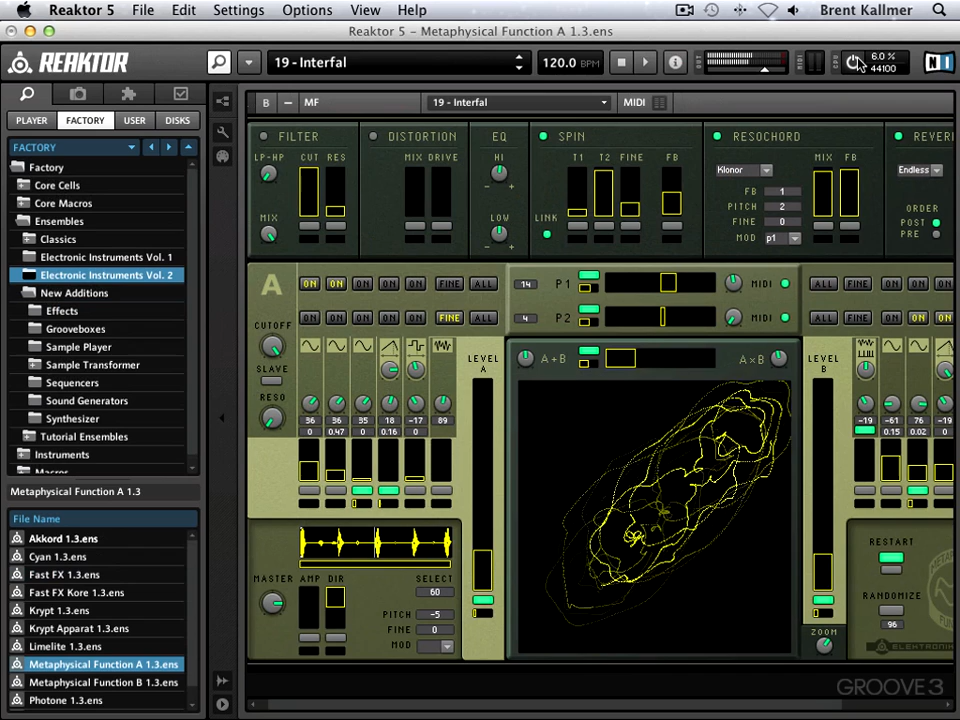 Reaktor 5 File Edit Settings Options View Help Brent Kallmer
Reaktor 5 - Metaphysical Function A 1.3.ens
REAKTOR 19 - Interfal 120.0 BPM OUT MIDI CPU 6.0 % 44100 NI
B MF 19 - Interfal MIDI
PLAYER FACTORY USER DISKS
FACTORY
Factory
Core Cells
Core Macros
Ensembles
Classics
Electronic Instruments Vol. 1
Electronic Instruments Vol. 2
New Additions
Effects
Grooveboxes
Sample Player
Sample Transformer
Sequencers
Sound Generators
Synthesizer
Tutorial Ensembles
Instruments
Macros
Metaphysical Function A 1.3
File Name
Akkord 1.3.ens
Cyan 1.3.ens
Fast FX 1.3.ens
Fast FX Kore 1.3.ens
Krypt 1.3.ens
Krypt Apparat 1.3.ens
Limelite 1.3.ens
Metaphysical Function A 1.3.ens
Metaphysical Function B 1.3.ens
Photone 1.3.ens
FILTER DISTORTION EQ SPIN RESOCHORD REVERB
LP-HP CUT RES MIX DRIVE HI T1 T2 FINE FB Klonor MIX FB Endless
FB 1
PITCH 2
FINE 0
MOD p1
MIX LOW LINK
ORDER
POST
PRE
A ON ON ON ON ON FINE ALL 14 P1 MIDI ALL FINE ON ON ON
ON ON ON ON ON FINE ALL 4 P2 MIDI ALL FINE ON ON ON
CUTOFF
SLAVE
RESO
LEVEL A
A+B A×B
LEVEL B
36 36 35 18 -17 89
0 0.47 0 0.16 0
-19 -61 76 -19
0.15 0.02 0
MASTER AMP DIR SELECT
60
PITCH -5
FINE 0
MOD
RESTART
RANDOMIZE
96
ZOOM
ELEKTRONIK
GROOVE3